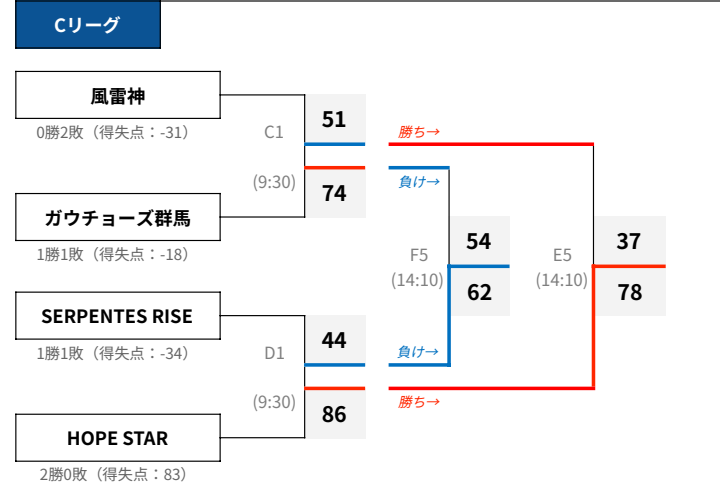 Cリーグ
風雷神
0勝2敗（得失点：-31）
C1
(9:30)
51
74
勝ち→
負け→
ガウチョーズ群馬
1勝1敗（得失点：-18）
F5
(14:10)
54
62
E5
(14:10)
37
78
SERPENTES RISE
1勝1敗（得失点：-34）
D1
(9:30)
44
86
負け→
勝ち→
HOPE STAR
2勝0敗（得失点：83）